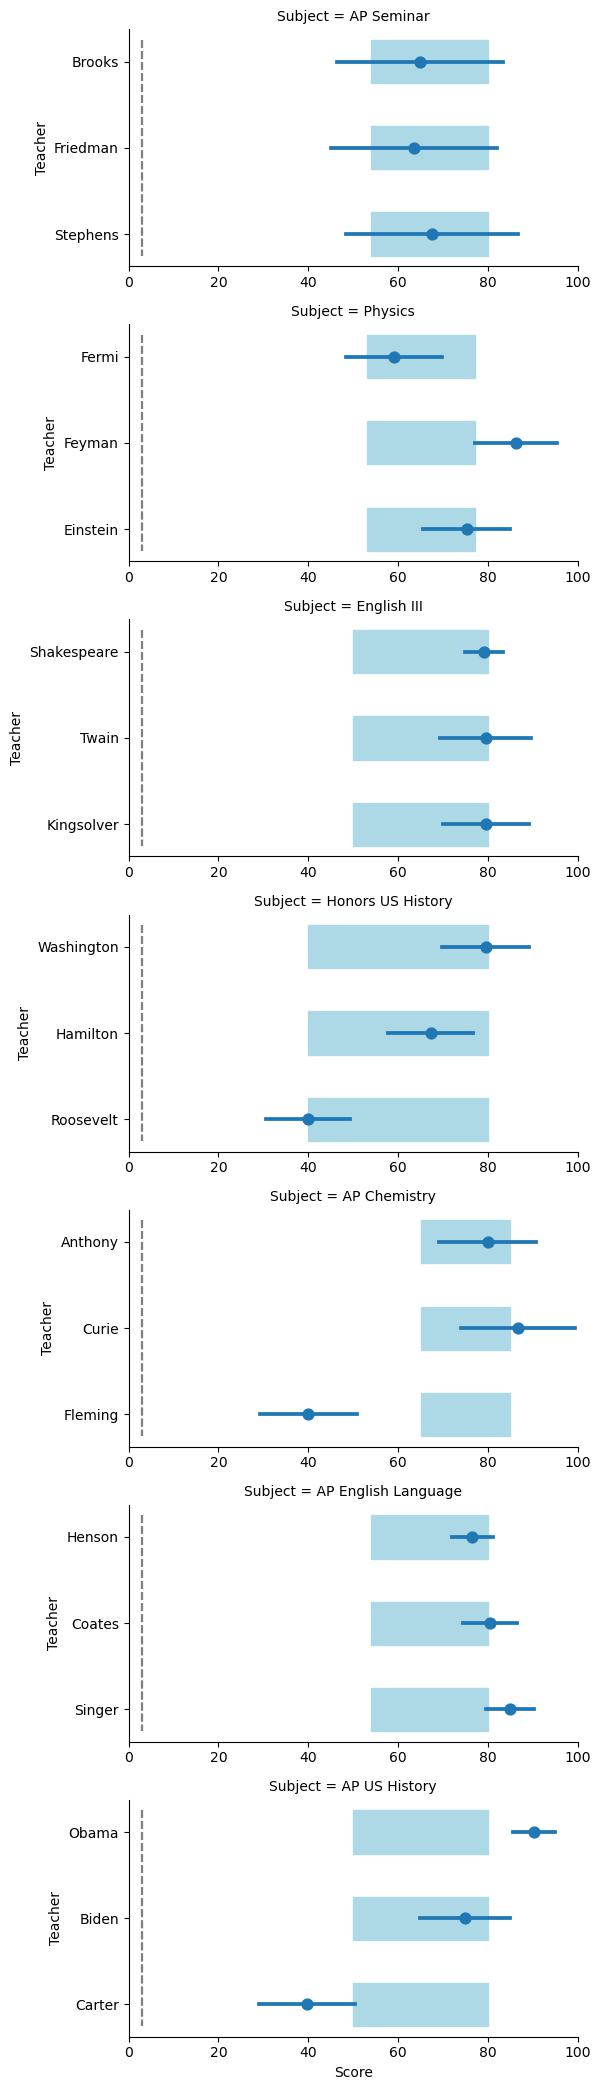 Subject = AP Seminar
Teacher
Brooks
Friedman
Stephens
0 20 40 60 80 100
Subject = Physics
Teacher
Fermi
Feyman
Einstein
0 20 40 60 80 100
Subject = English III
Teacher
Shakespeare
Twain
Kingsolver
0 20 40 60 80 100
Subject = Honors US History
Teacher
Washington
Hamilton
Roosevelt
0 20 40 60 80 100
Subject = AP Chemistry
Teacher
Anthony
Curie
Fleming
0 20 40 60 80 100
Subject = AP English Language
Teacher
Henson
Coates
Singer
0 20 40 60 80 100
Subject = AP US History
Teacher
Obama
Biden
Carter
0 20 40 60 80 100
Score